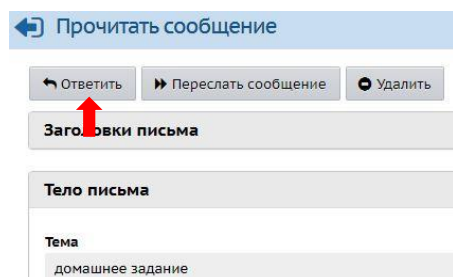 Прочитать сообщение
Ответить Переслать сообщение Удалить
Заголовки письма
Тело письма
Тема
домашнее задание